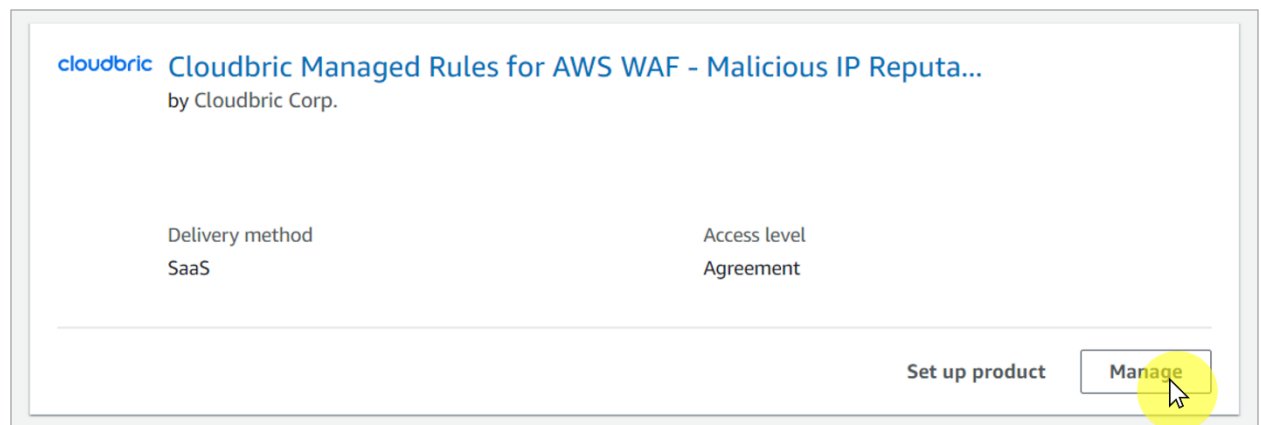 cloudbric Cloudbric Managed Rules for AWS WAF - Malicious IP Reputa...
by Cloudbric Corp.
Delivery method Access level
SaaS Agreement
Set up product Manage